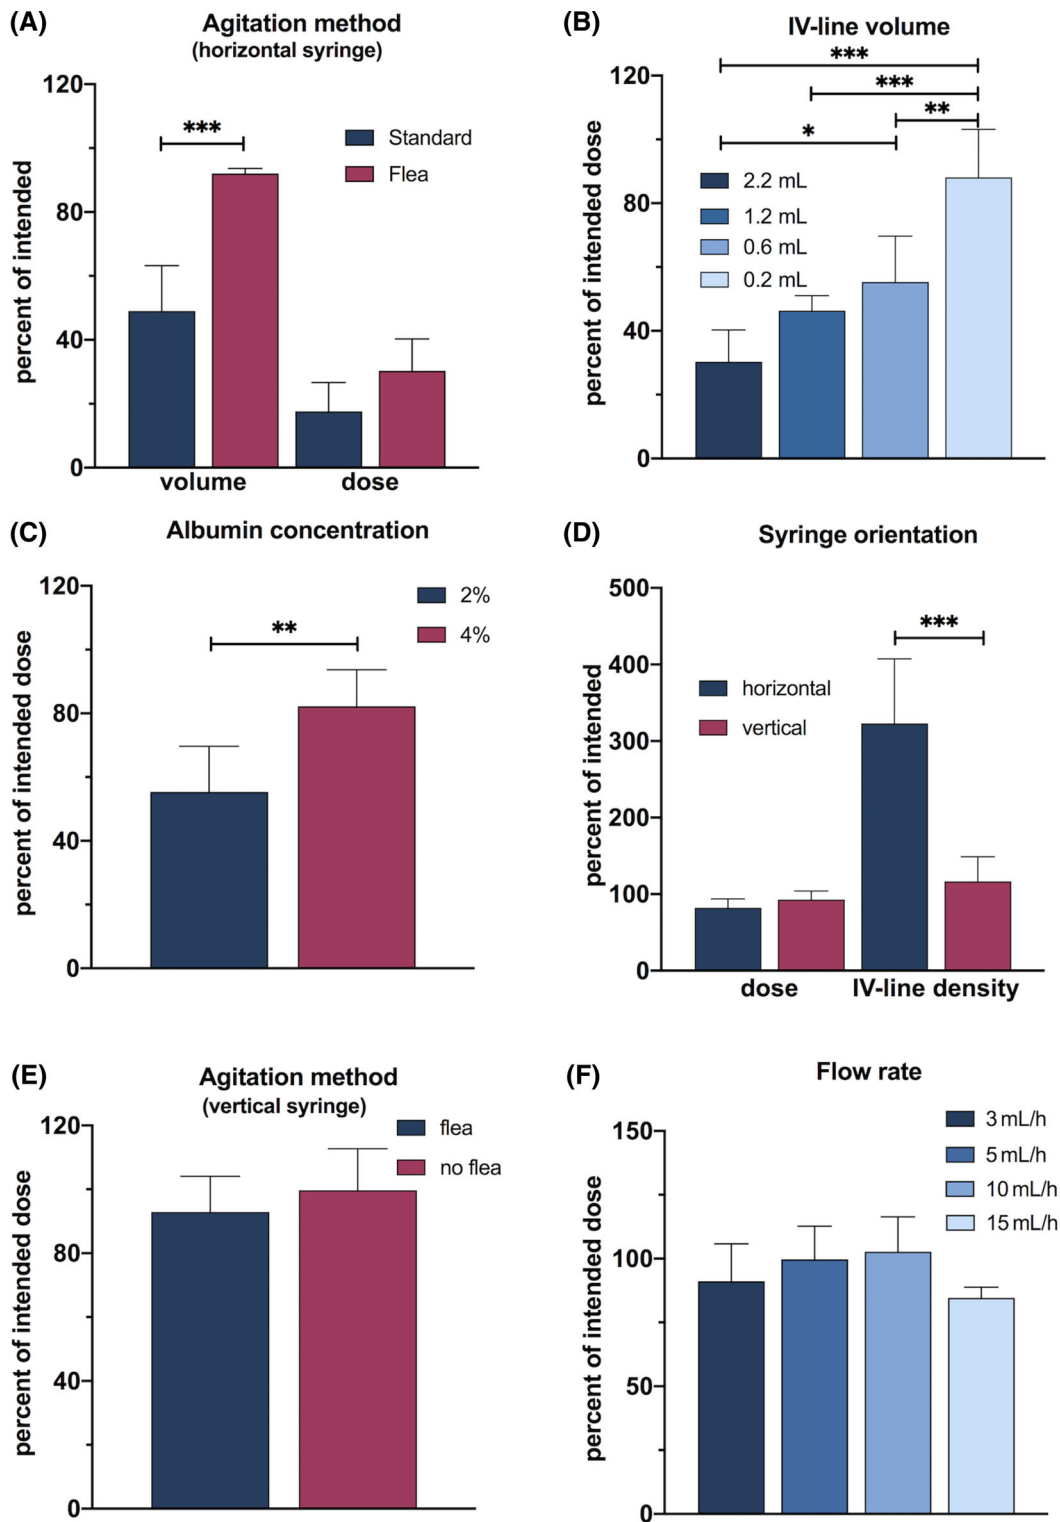 (A)
Agitation method
(horizontal syringe)
percent of intended
120
80
40
0
***
Standard
Flea
volume
dose
(B)
IV-line volume
percent of intended dose
120
80
40
0
***
***
**
*
2.2 mL
1.2 mL
0.6 mL
0.2 mL
(C)
Albumin concentration
percent of intended dose
120
80
40
0
**
2%
4%
(D)
Syringe orientation
percent of intended
500
400
300
200
100
0
***
horizontal
vertical
dose
IV-line density
(E)
Agitation method
(vertical syringe)
percent of intended dose
120
80
40
0
flea
no flea
(F)
Flow rate
percent of intended dose
150
100
50
0
3 mL/h
5 mL/h
10 mL/h
15 mL/h